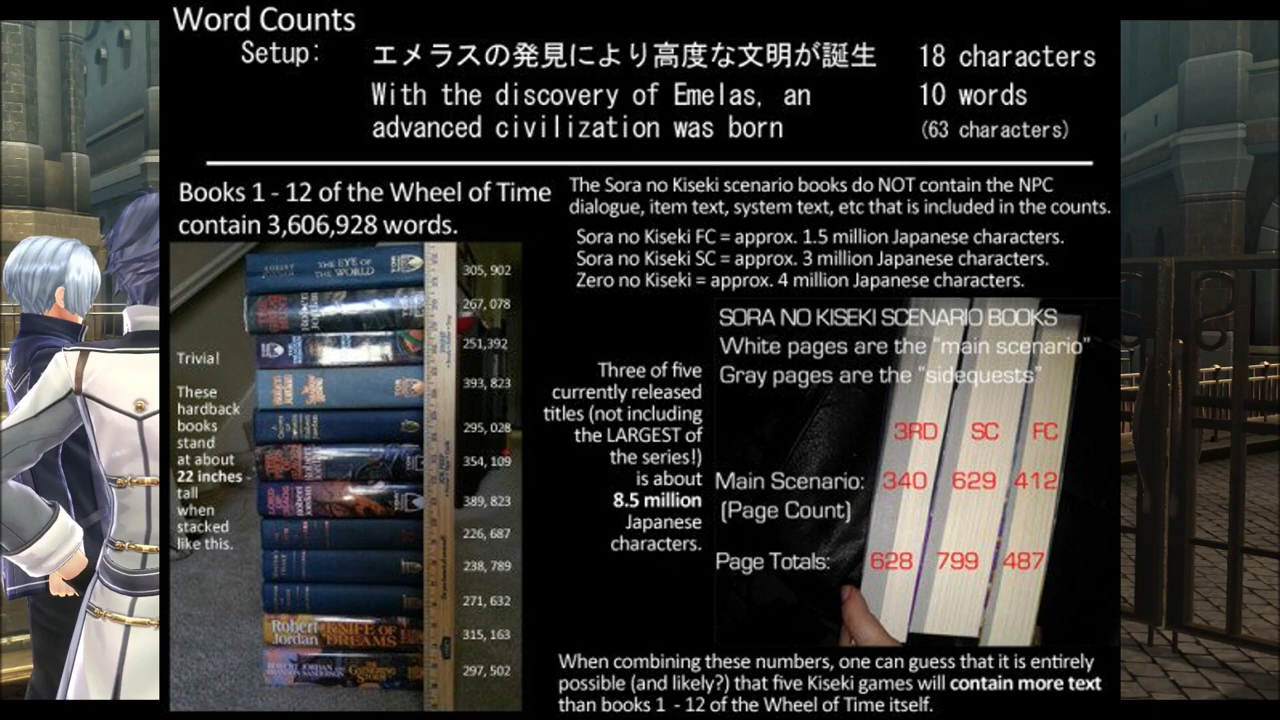 Word Counts
Setup:
エメラスの発見により高度な文明が誕生
18 characters
With the discovery of Emelas, an
advanced civilization was born
10 words
(63 characters)
Books 1 - 12 of the Wheel of Time
contain 3,606,928 words.
The Sora no Kiseki scenario books do NOT contain the NPC
dialogue, item text, system text, etc that is included in the counts.
Sora no Kiseki FC = approx. 1.5 million Japanese characters.
Sora no Kiseki SC = approx. 3 million Japanese characters.
Zero no Kiseki = approx. 4 million Japanese characters.
Trivia!
These
hardback
books
stand
at about
22 inches -
tall
when
stacked
like this.
THE EYE OF
THE WORLD
Robert
Jordan
KNIFE OF
DREAMS
305, 902
267, 078
251,392
393, 823
295, 028
354, 109
389, 823
226, 687
238, 789
271, 632
315, 163
297, 502
Three of five
currently released
titles (not including
the LARGEST of
the series!)
is about
8.5 million
Japanese
characters.
SORA NO KISEKI SCENARIO BOOKS
White pages are the "main scenario"
Gray pages are the "sidequests"
3RD SC FC
Main Scenario: 340 629 412
(Page Count)
Page Totals: 628 799 487
When combining these numbers, one can guess that it is entirely
possible (and likely?) that five Kiseki games will contain more text
than books 1 - 12 of the Wheel of Time itself.